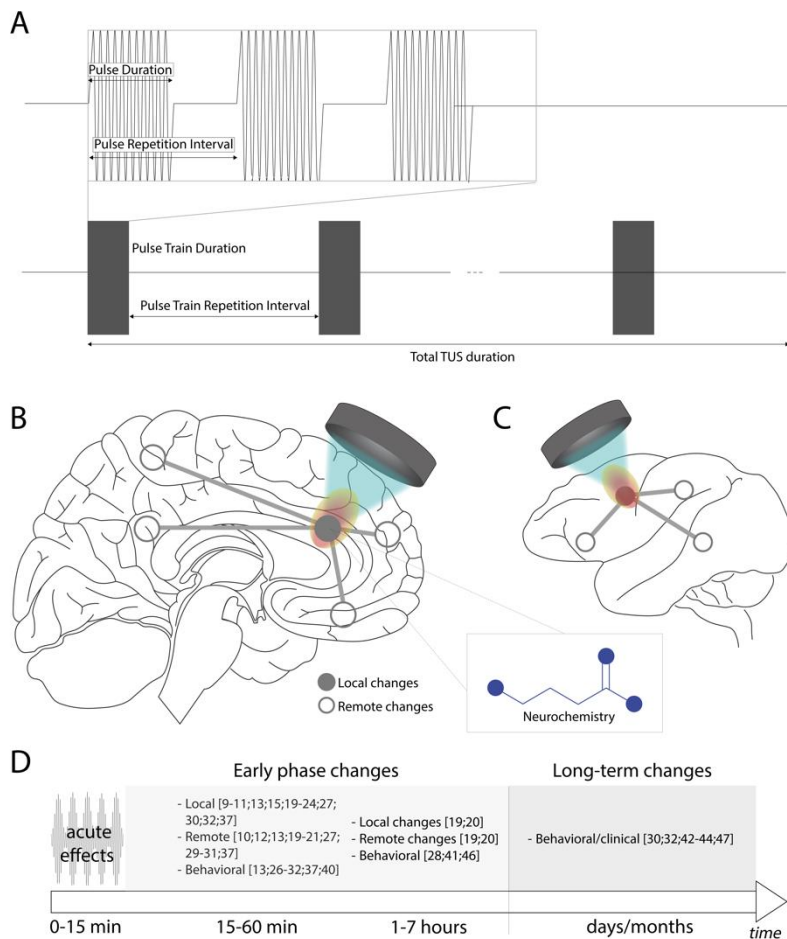 A
Pulse Duration
Pulse Repetition Interval
Pulse Train Duration
Pulse Train Repetition Interval
Total TUS duration
B
C
Local changes
Remote changes
Neurochemistry
D
Early phase changes
Long-term changes
acute
effects
- Local [9-11;13;15;19-24;27;
30;32;37]
- Remote [10;12;13;19-21;27;
29-31;37]
- Behavioral [13;26-32;37;40]
- Local changes [19;20]
- Remote changes [19;20]
- Behavioral [28;41;46]
- Behavioral/clinical [30;32;42-44;47]
0-15 min
15-60 min
1-7 hours
days/months
time